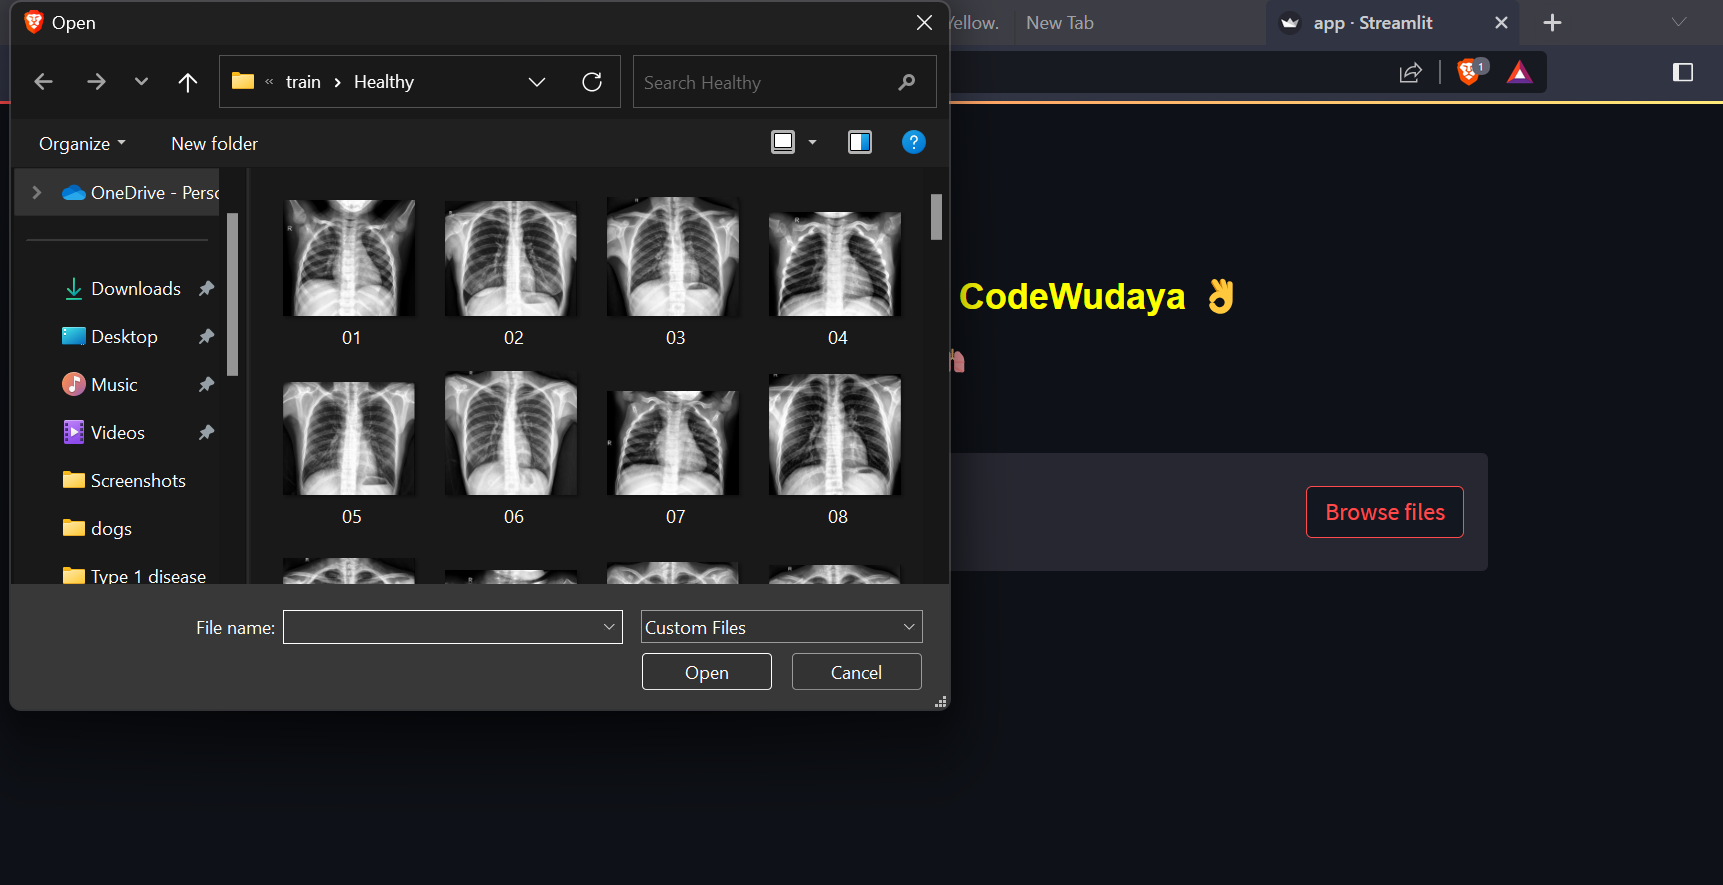 Open
Yellow.
New Tab
app · Streamlit
« train › Healthy
Search Healthy
1
Organize
New folder
?
OneDrive - Pers
Downloads
Desktop
Music
Videos
Screenshots
dogs
Type 1 disease
R
01
02
03
R
04
05
06
R
07
08
CodeWudaya 👌
Browse files
File name:
Custom Files
Open
Cancel